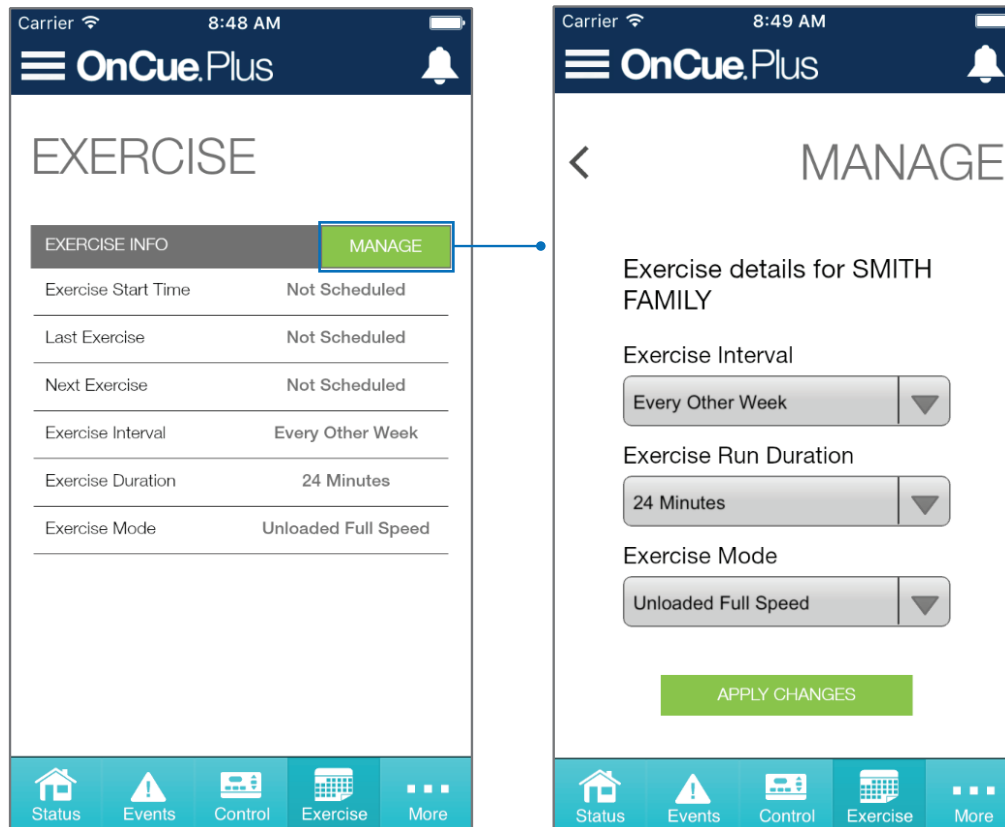 Carrier 8:48 AM
OnCue.Plus
EXERCISE
EXERCISE INFO MANAGE
Exercise Start Time Not Scheduled
Last Exercise Not Scheduled
Next Exercise Not Scheduled
Exercise Interval Every Other Week
Exercise Duration 24 Minutes
Exercise Mode Unloaded Full Speed
Status Events Control Exercise More
Carrier 8:49 AM
OnCue.Plus
MANAGE
Exercise details for SMITH
FAMILY
Exercise Interval
Every Other Week
Exercise Run Duration
24 Minutes
Exercise Mode
Unloaded Full Speed
APPLY CHANGES
Status Events Control Exercise More